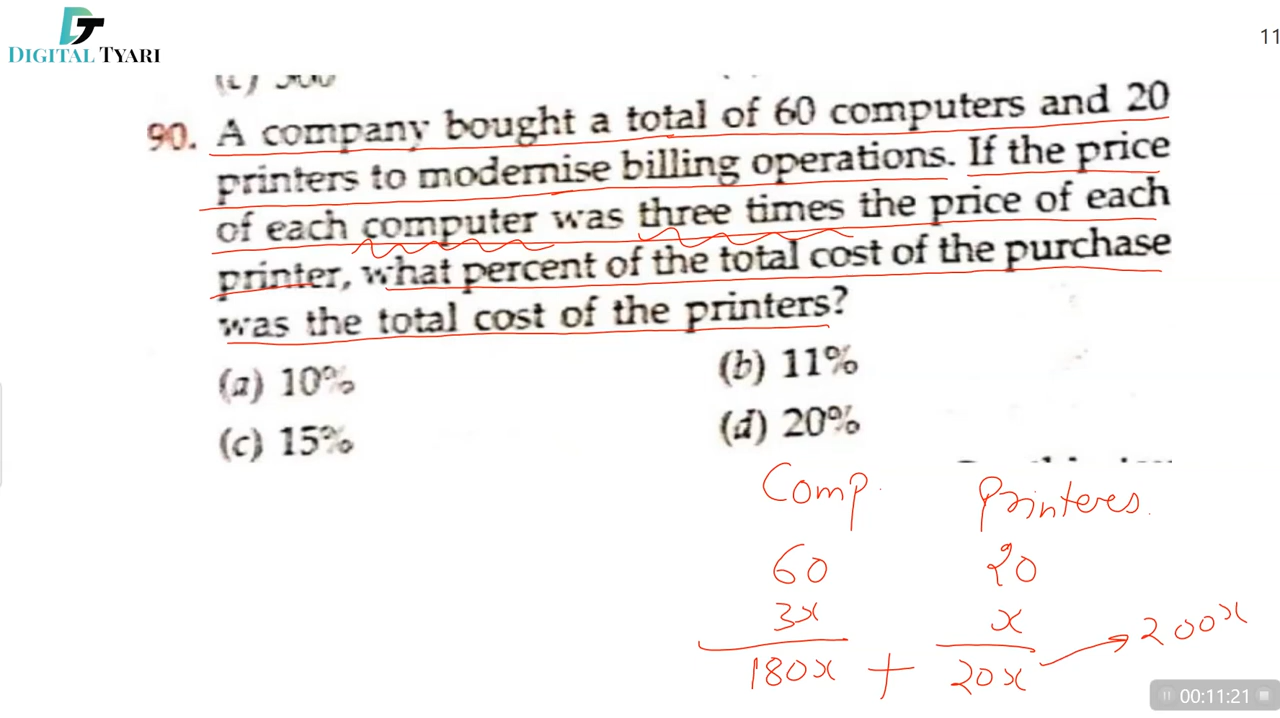 DIGITAL TYARI
11
90. A company bought a total of 60 computers and 20
printers to modernise billing operations. If the price
of each computer was three times the price of each
printer, what percent of the total cost of the purchase
was the total cost of the printers?
(a) 10%
(b) 11%
(c) 15%
(d) 20%
Comp. Printeres.
60 20
3x x
180x + 20x → 200x
00:11:21